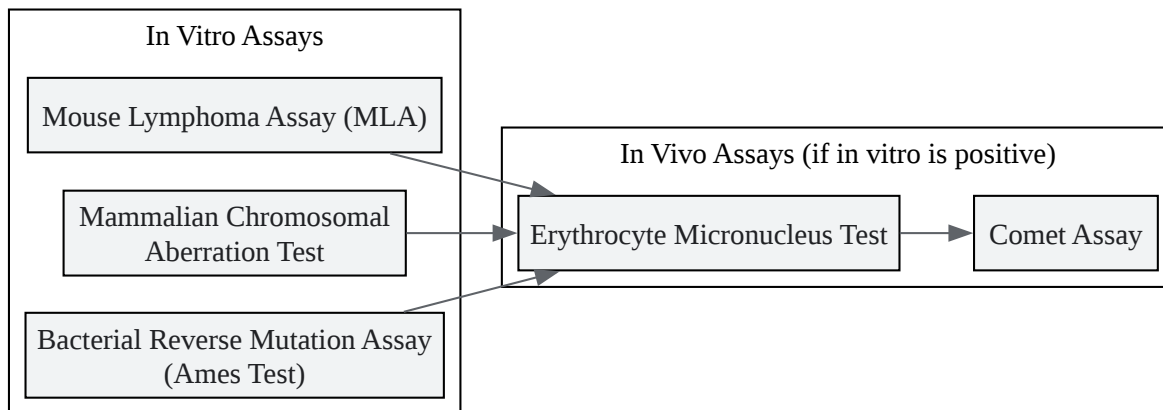 In Vitro Assays
Mouse Lymphoma Assay (MLA)
Mammalian Chromosomal
Aberration Test
Bacterial Reverse Mutation Assay
(Ames Test)
In Vivo Assays (if in vitro is positive)
Erythrocyte Micronucleus Test
Comet Assay